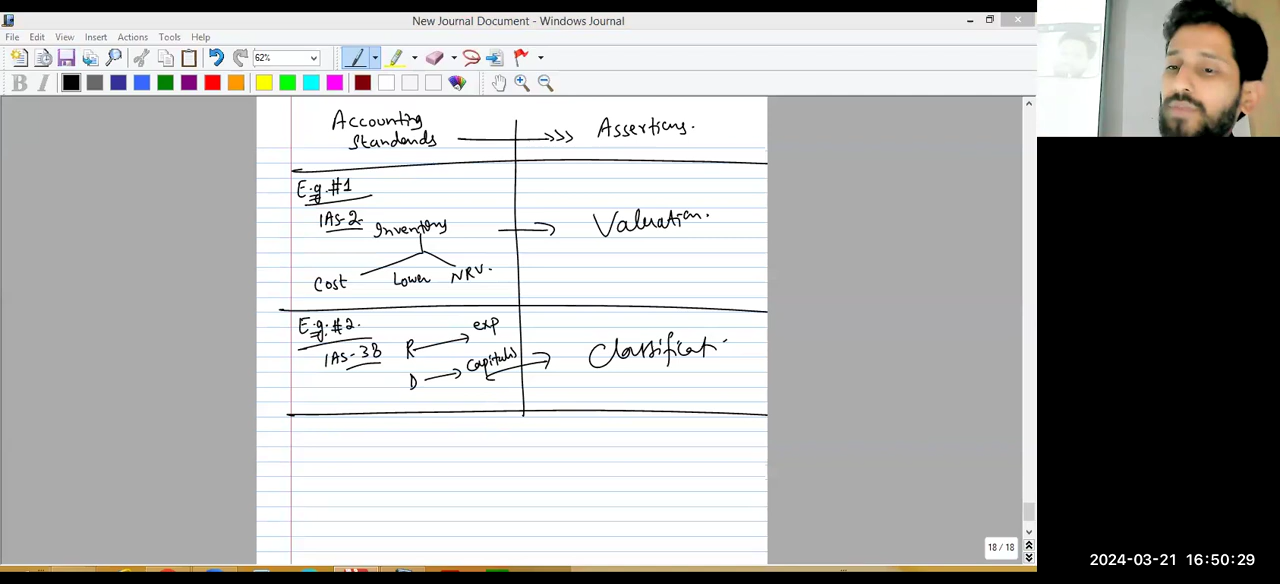 New Journal Document - Windows Journal
File Edit View Insert Actions Tools Help
62%
B I
Accounting Assertions.
Standards
E.g. #1
IAS-2 Inventory Valuation.
Cost Lower NRV.
E.g. #2.
R exp
IAS-38 Classificati
D Capitalis
18 / 18
2024-03-21 16:50:29